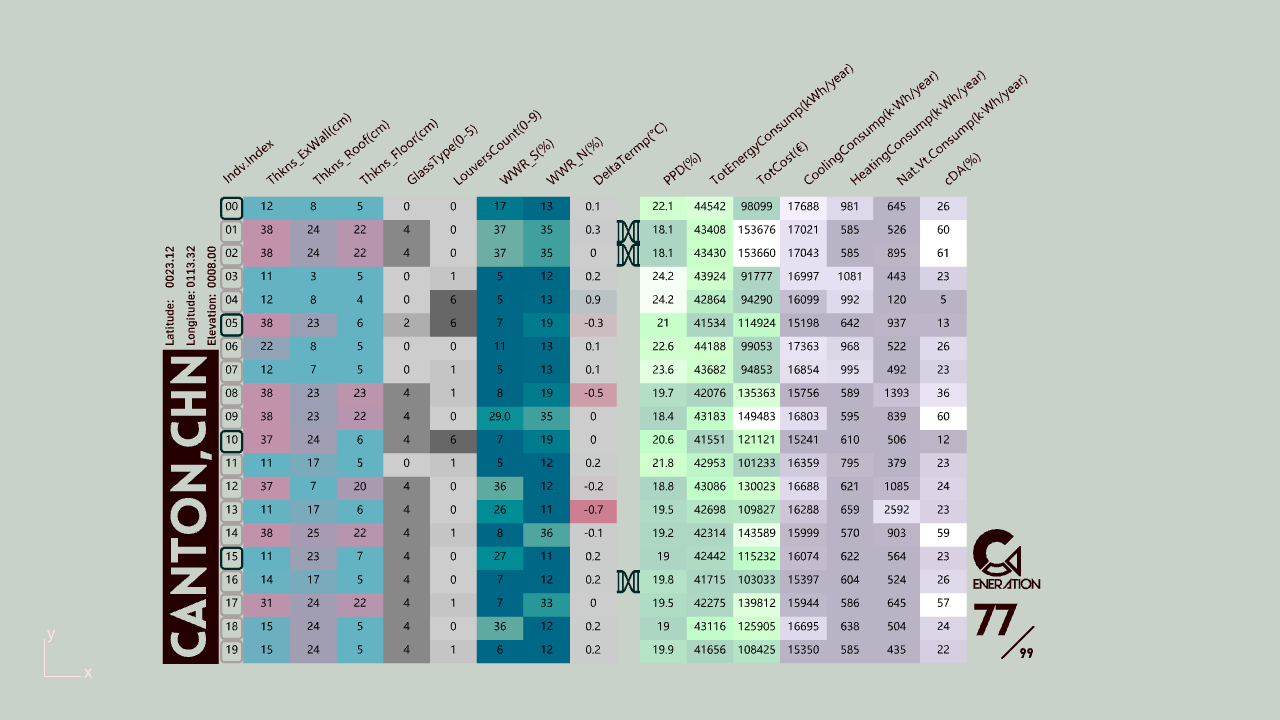 Indv.Index Thkns_ExWall(cm) Thkns_Roof(cm) Thkns_Floor(cm) GlassType(0-5) LouversCount(0-9) WWR_S(%) WWR_N(%) DeltaTermp(°C) PPD(%) TotEnergyConsump(kWh/year) TotCost(€) CoolingConsump(k·Wh/year) HeatingConsump(k·Wh/year) Nat.Vt.Consump(k·Wh/year) cDA(%)
00 12 8 5 0 0 17 13 0.1 22.1 44542 98099 17688 981 645 26
01 38 24 22 4 0 37 35 0.3 18.1 43408 153676 17021 585 526 60
02 38 24 22 4 0 37 35 0 18.1 43430 153660 17043 585 895 61
03 11 3 5 0 1 5 12 0.2 24.2 43924 91777 16997 1081 443 23
04 12 8 4 0 6 5 13 0.9 24.2 42864 94290 16099 992 120 5
05 38 23 6 2 6 7 19 -0.3 21 41534 114924 15198 642 937 13
06 22 8 5 0 0 11 13 0.1 22.6 44188 99053 17363 968 522 26
07 12 7 5 0 1 5 13 0.1 23.6 43682 94853 16854 995 492 23
08 38 23 23 4 1 8 19 -0.5 19.7 42076 135363 15756 589 1393 36
09 38 23 22 4 0 29.0 35 0 18.4 43183 149483 16803 595 839 60
10 37 24 6 4 6 7 19 0 20.6 41551 121121 15241 610 506 12
11 11 17 5 0 1 5 12 0.2 21.8 42953 101233 16359 795 379 23
12 37 7 20 4 0 36 12 -0.2 18.8 43086 130023 16688 621 1085 24
13 11 17 6 4 0 26 11 -0.7 19.5 42698 109827 16288 659 2592 23
14 38 25 22 4 1 8 36 -0.1 19.2 42314 143589 15999 570 903 59
15 11 23 7 4 0 27 11 0.2 19 42442 115232 16074 622 564 23
16 14 17 5 4 0 7 12 0.2 19.8 41715 103033 15397 604 524 26
17 31 24 22 4 1 7 33 0 19.5 42275 139812 15944 586 645 57
18 15 24 5 4 0 36 12 0.2 19 43116 125905 16695 638 504 24
19 15 24 5 4 1 6 12 0.2 19.9 41656 108425 15350 585 435 22
CANTON,CHN
Latitude: 0023.12
Longitude: 0113.32
Elevation: 0008.00
GENERATION
77/99
y
x